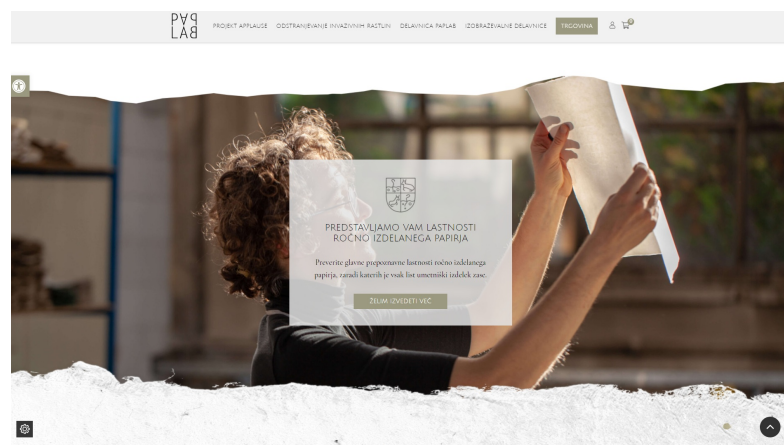 PAP
LAB
PROJEKT APPLAUSE ODSTRANJEVANJE INVAZIVNIH RASTLIN DELAVNICA PAPLAB IZOBRAŽEVALNE DELAVNICE TRGOVINA 0
PREDSTAVLJAMO VAM LASTNOSTI
ROČNO IZDELANEGA PAPIRJA
Preverite glavne prepoznavne lastnosti ročno izdelanega
papirja, zaradi katerih je vsak list umetniški izdelek zase.
ŽELIM IZVEDETI VEČ